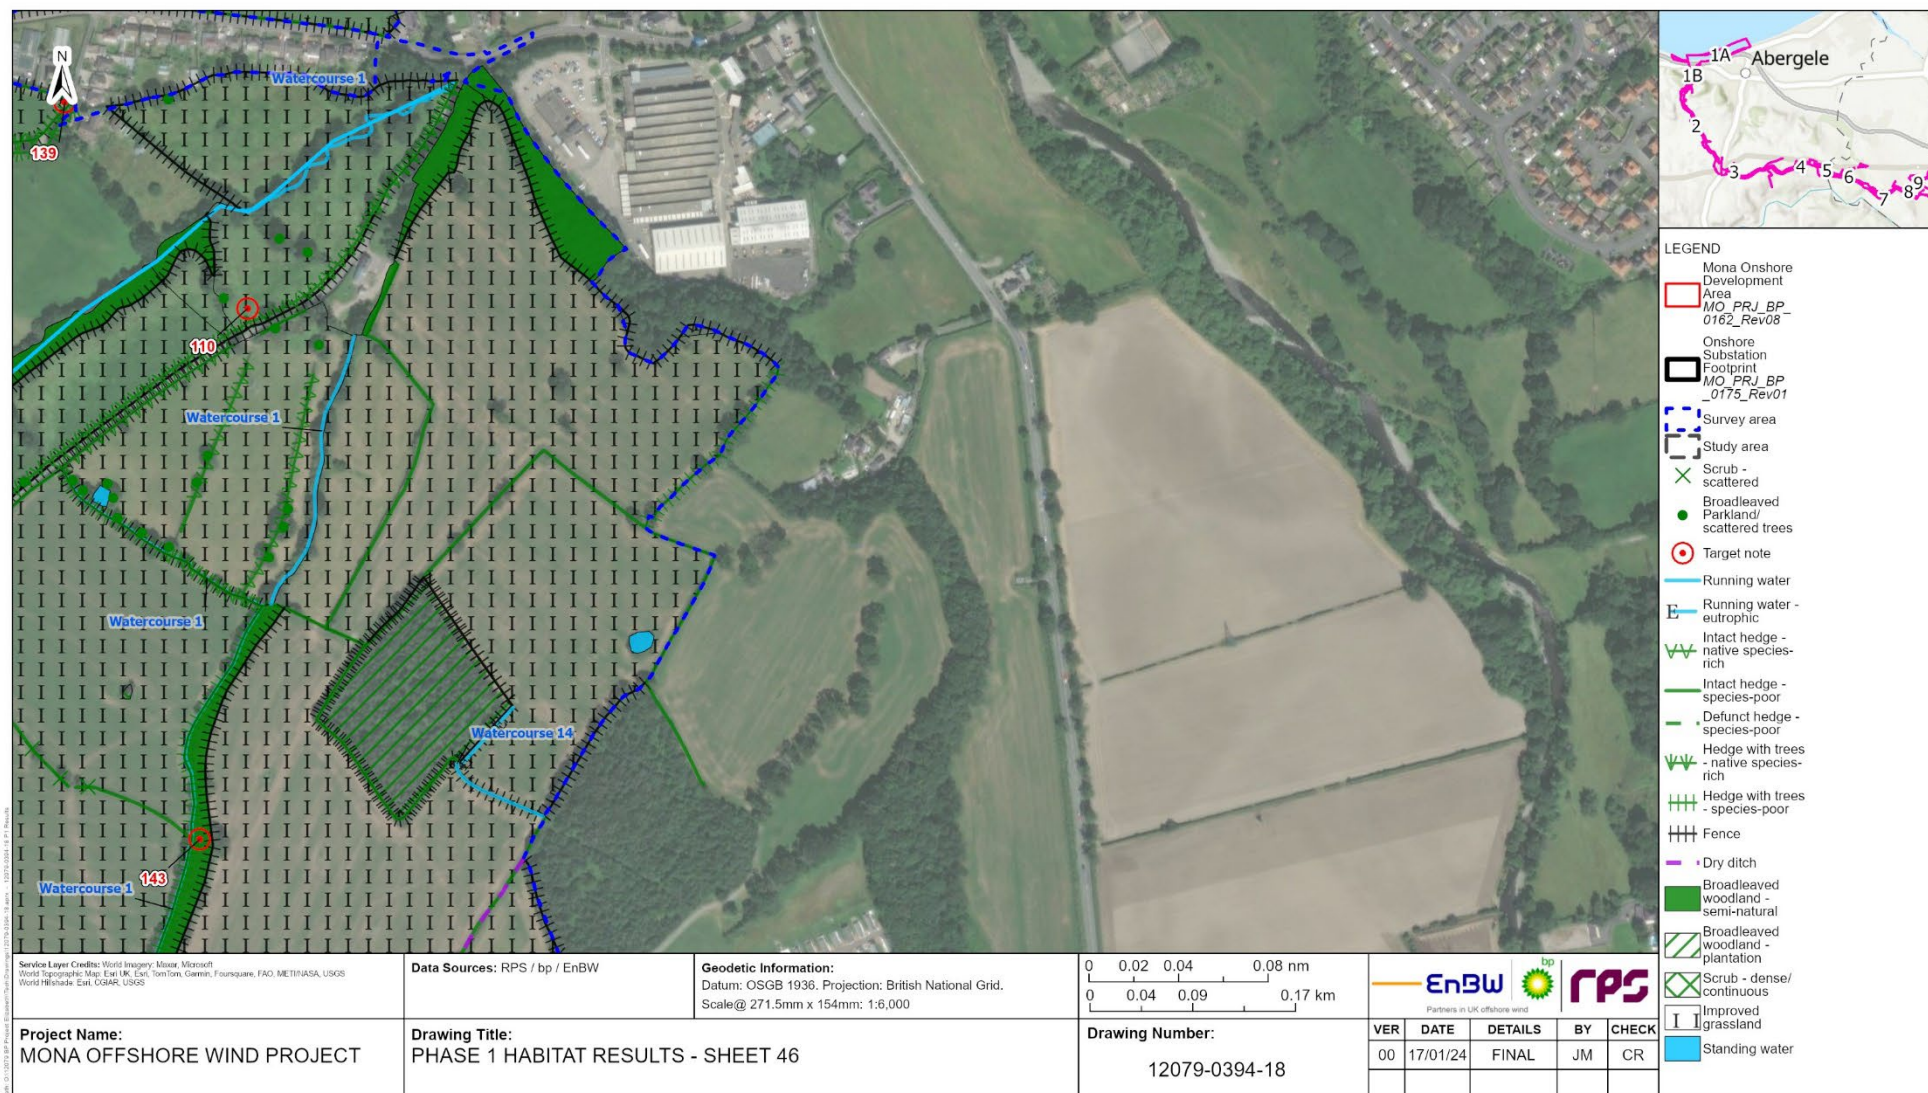 N
Watercourse 1
139
110
Watercourse 1
Watercourse 1
Watercourse 14
143
Watercourse 1
1A
Abergele
1B
2
3
4
5
6
7
8
9
LEGEND
Mona Onshore
Development
Area
MO_PRJ_BP_
0162_Rev08
Onshore
Substation
Footprint
MO_PRJ_BP
_0175_Rev01
Survey area
Study area
Scrub -
scattered
Broadleaved
Parkland/
scattered trees
Target note
Running water
E
Running water -
eutrophic
Intact hedge -
native species-
rich
Intact hedge -
species-poor
Defunct hedge -
species-poor
Hedge with trees
- native species-
rich
Hedge with trees
- species-poor
Fence
Dry ditch
Broadleaved
woodland -
semi-natural
Broadleaved
woodland -
plantation
Scrub - dense/
continuous
I I
Improved
grassland
Standing water
Service Layer Credits: World Imagery: Maxar, Microsoft
World Topographic Map: Esri UK, Esri, TomTom, Garmin, Foursquare, FAO, METI/NASA, USGS
World Hillshade: Esri, CGIAR, USGS
Data Sources: RPS / bp / EnBW
Geodetic Information:
Datum: OSGB 1936. Projection: British National Grid.
Scale@ 271.5mm x 154mm: 1:6,000
0 0.02 0.04 0.08 nm
0 0.04 0.09 0.17 km
EnBW
bp
rps
Partners in UK offshore wind
Project Name:
MONA OFFSHORE WIND PROJECT
Drawing Title:
PHASE 1 HABITAT RESULTS - SHEET 46
Drawing Number:
12079-0394-18
VER DATE DETAILS BY CHECK
00 17/01/24 FINAL JM CR